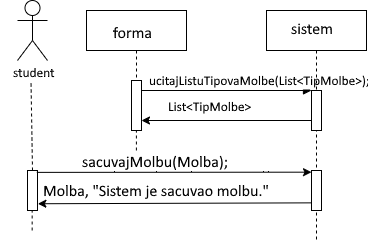 forma
sistem
student
ucitajListuTipovaMolbe(List<TipMolbe>);
List<TipMolbe>
sacuvajMolbu(Molba);
Molba, "Sistem je sacuvao molbu."